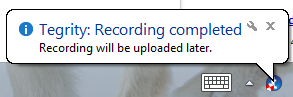 Tegrity: Recording completed
Recording will be uploaded later.